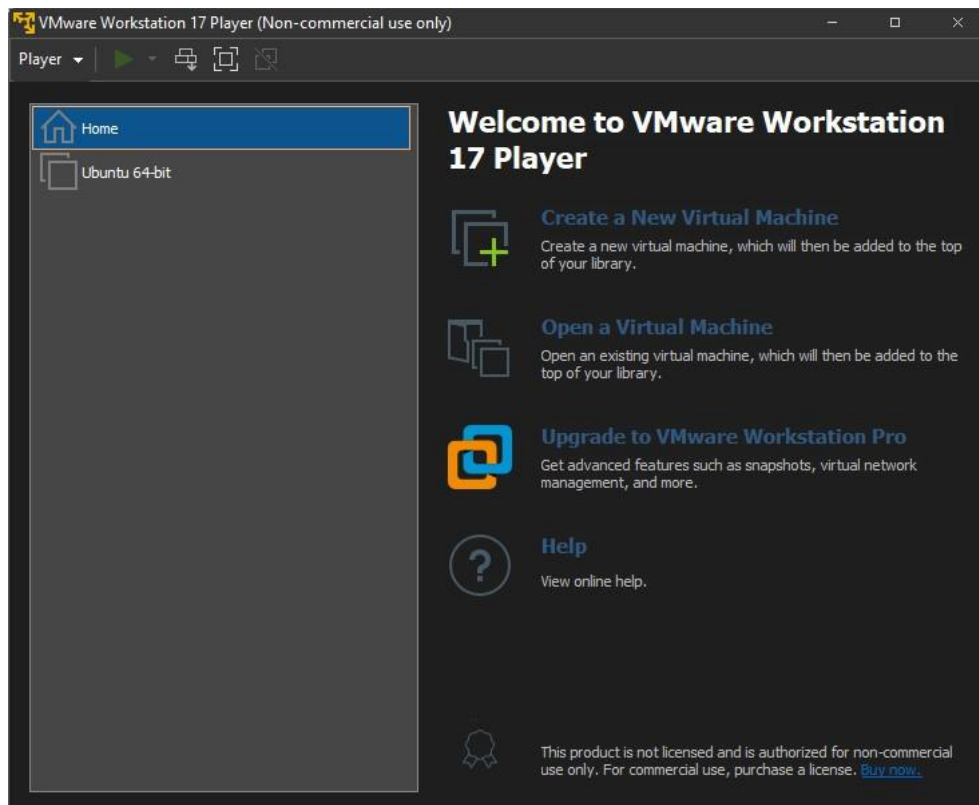 VMware Workstation 17 Player (Non-commercial use only)
Player
Home
Ubuntu 64-bit
Welcome to VMware Workstation
17 Player
Create a New Virtual Machine
Create a new virtual machine, which will then be added to the top
of your library.
Open a Virtual Machine
Open an existing virtual machine, which will then be added to the
top of your library.
Upgrade to VMware Workstation Pro
Get advanced features such as snapshots, virtual network
management, and more.
?
Help
View online help.
This product is not licensed and is authorized for non-commercial
use only. For commercial use, purchase a license. Buy now.